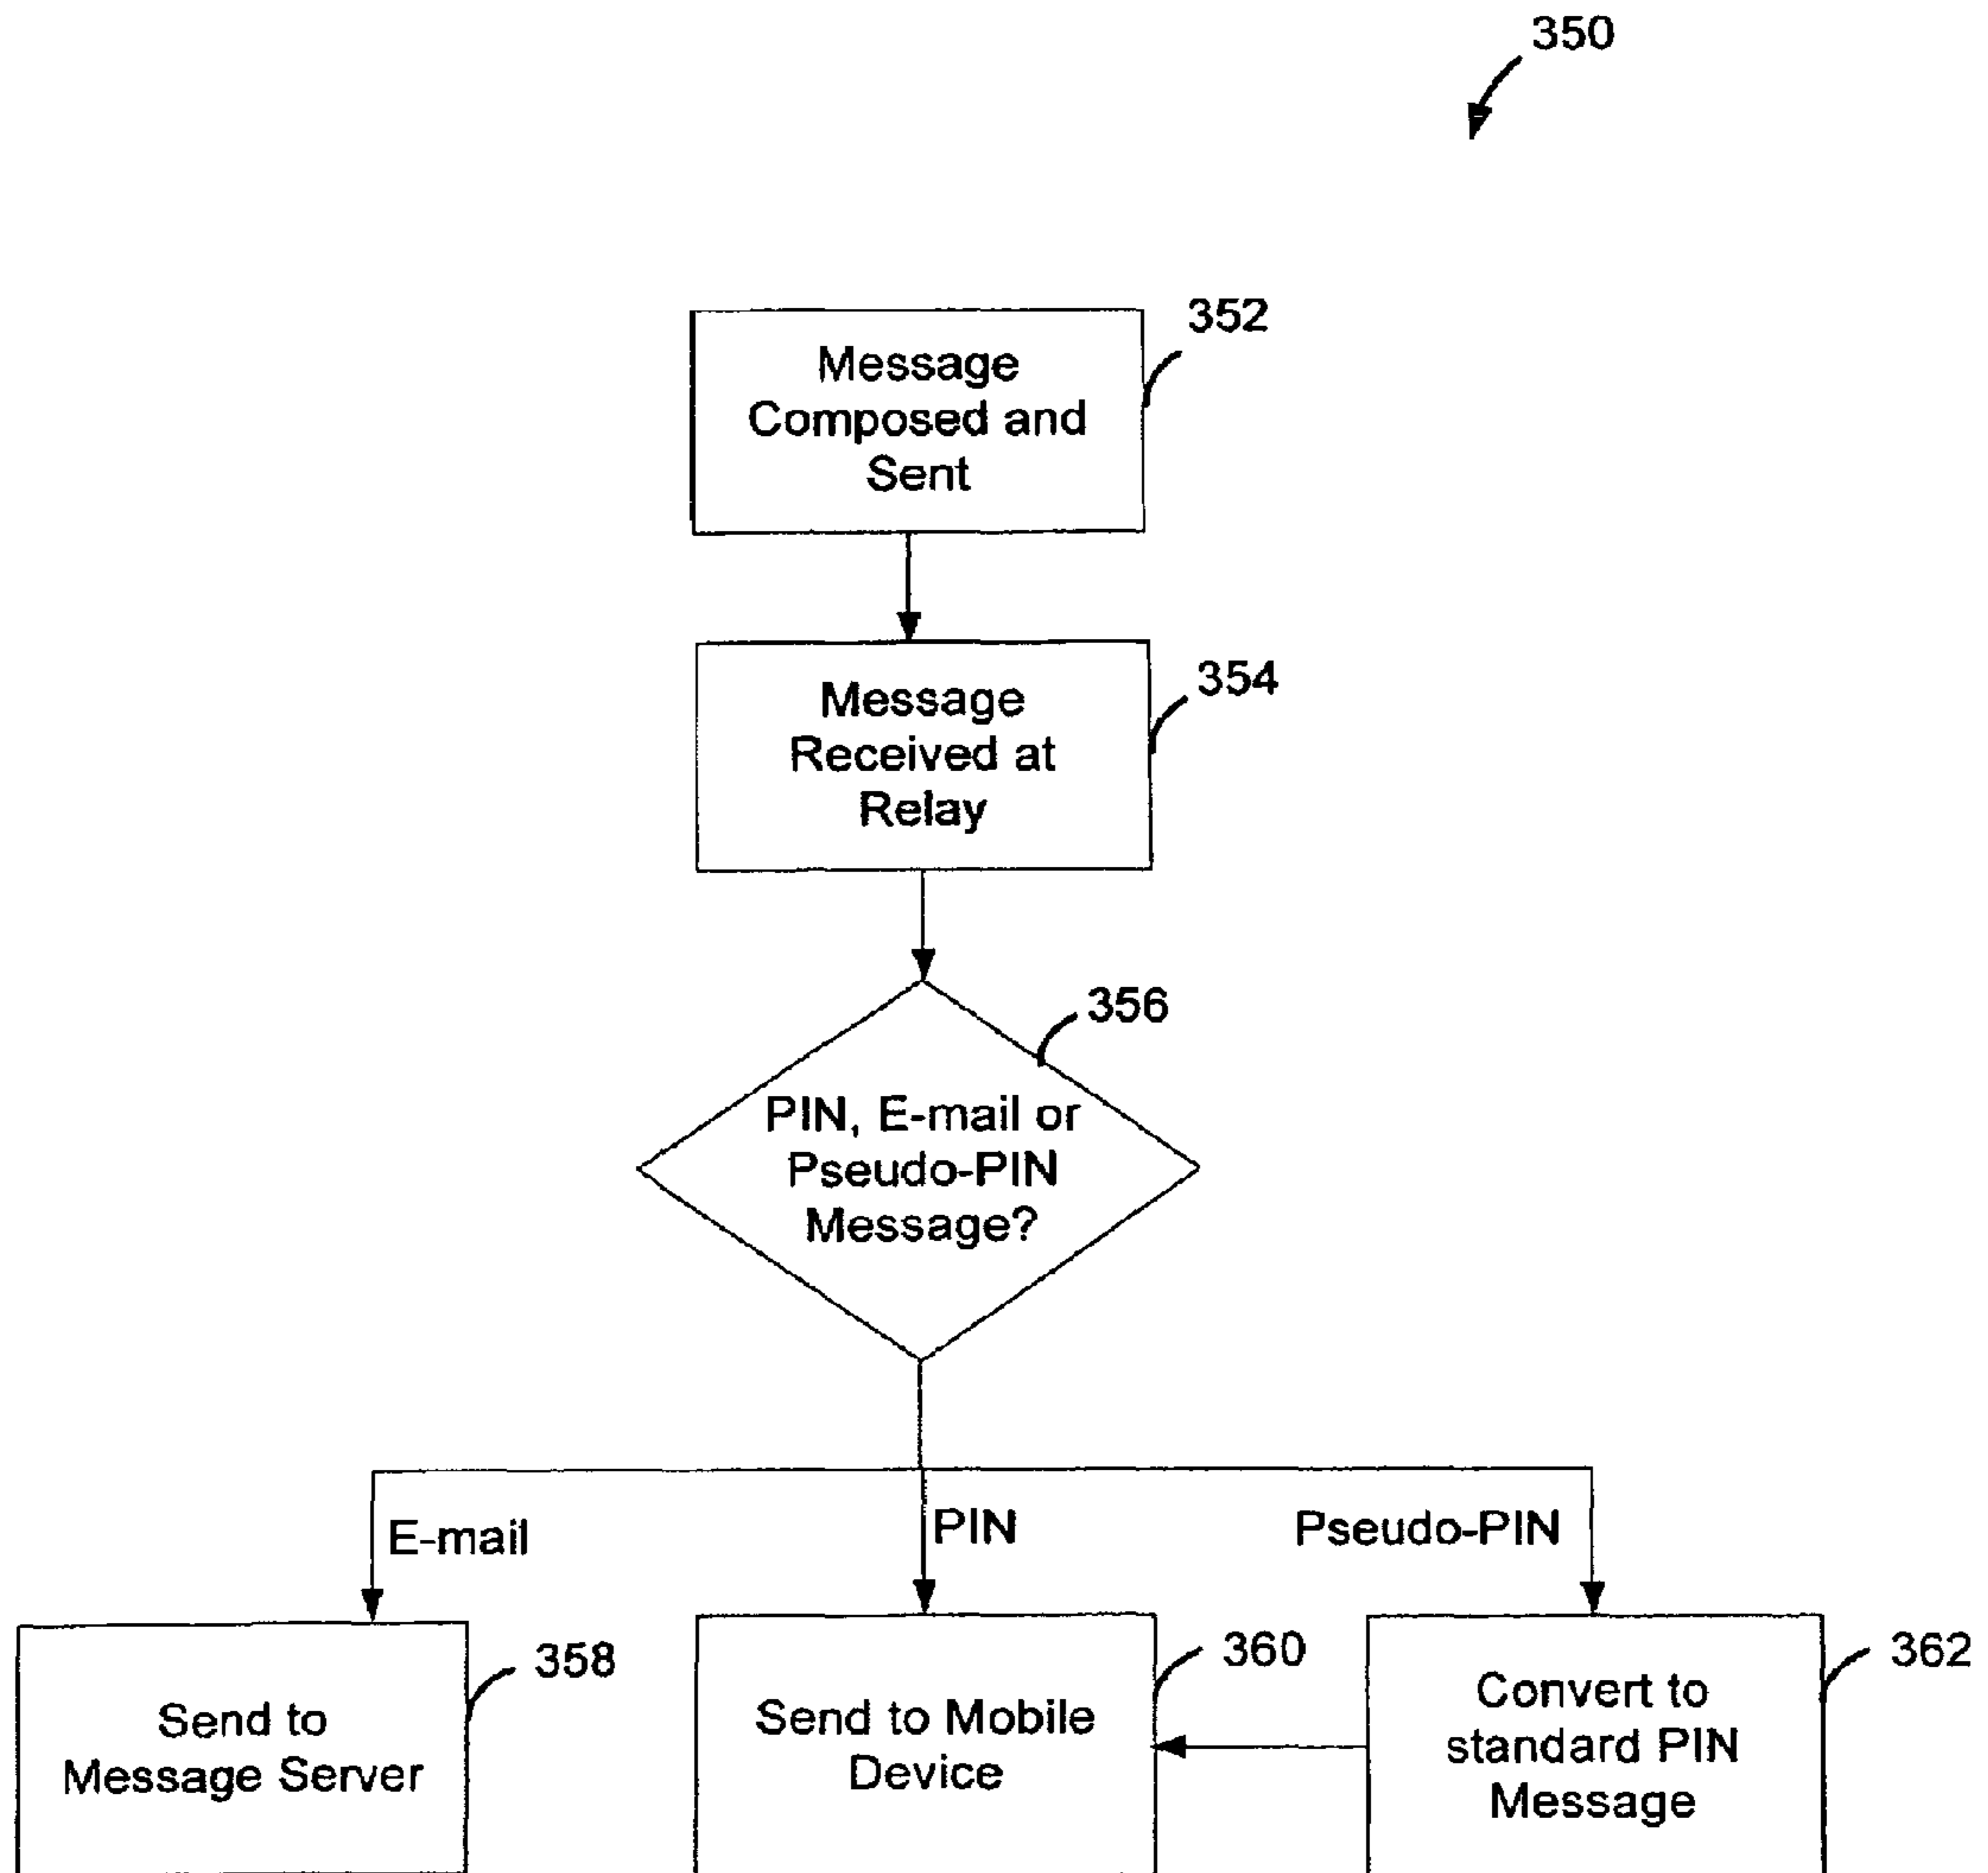 350
352
Message
Composed and
Sent
354
Message
Received at
Relay
356
PIN, E-mail or
Pseudo-PIN
Message?
E-mail
PIN
Pseudo-PIN
358
Send to
Message Server
360
Send to Mobile
Device
362
Convert to
standard PIN
Message